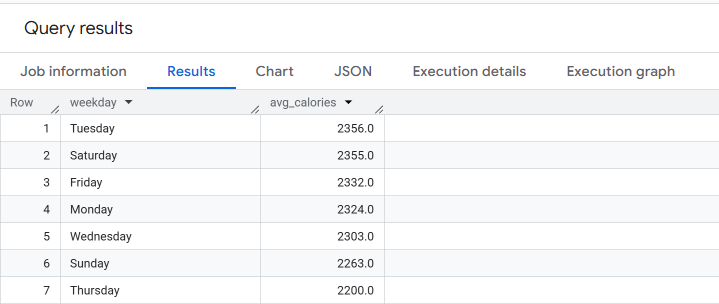 Query results
Job information Results Chart JSON Execution details Execution graph
Row weekday avg_calories
1 Tuesday 2356.0
2 Saturday 2355.0
3 Friday 2332.0
4 Monday 2324.0
5 Wednesday 2303.0
6 Sunday 2263.0
7 Thursday 2200.0